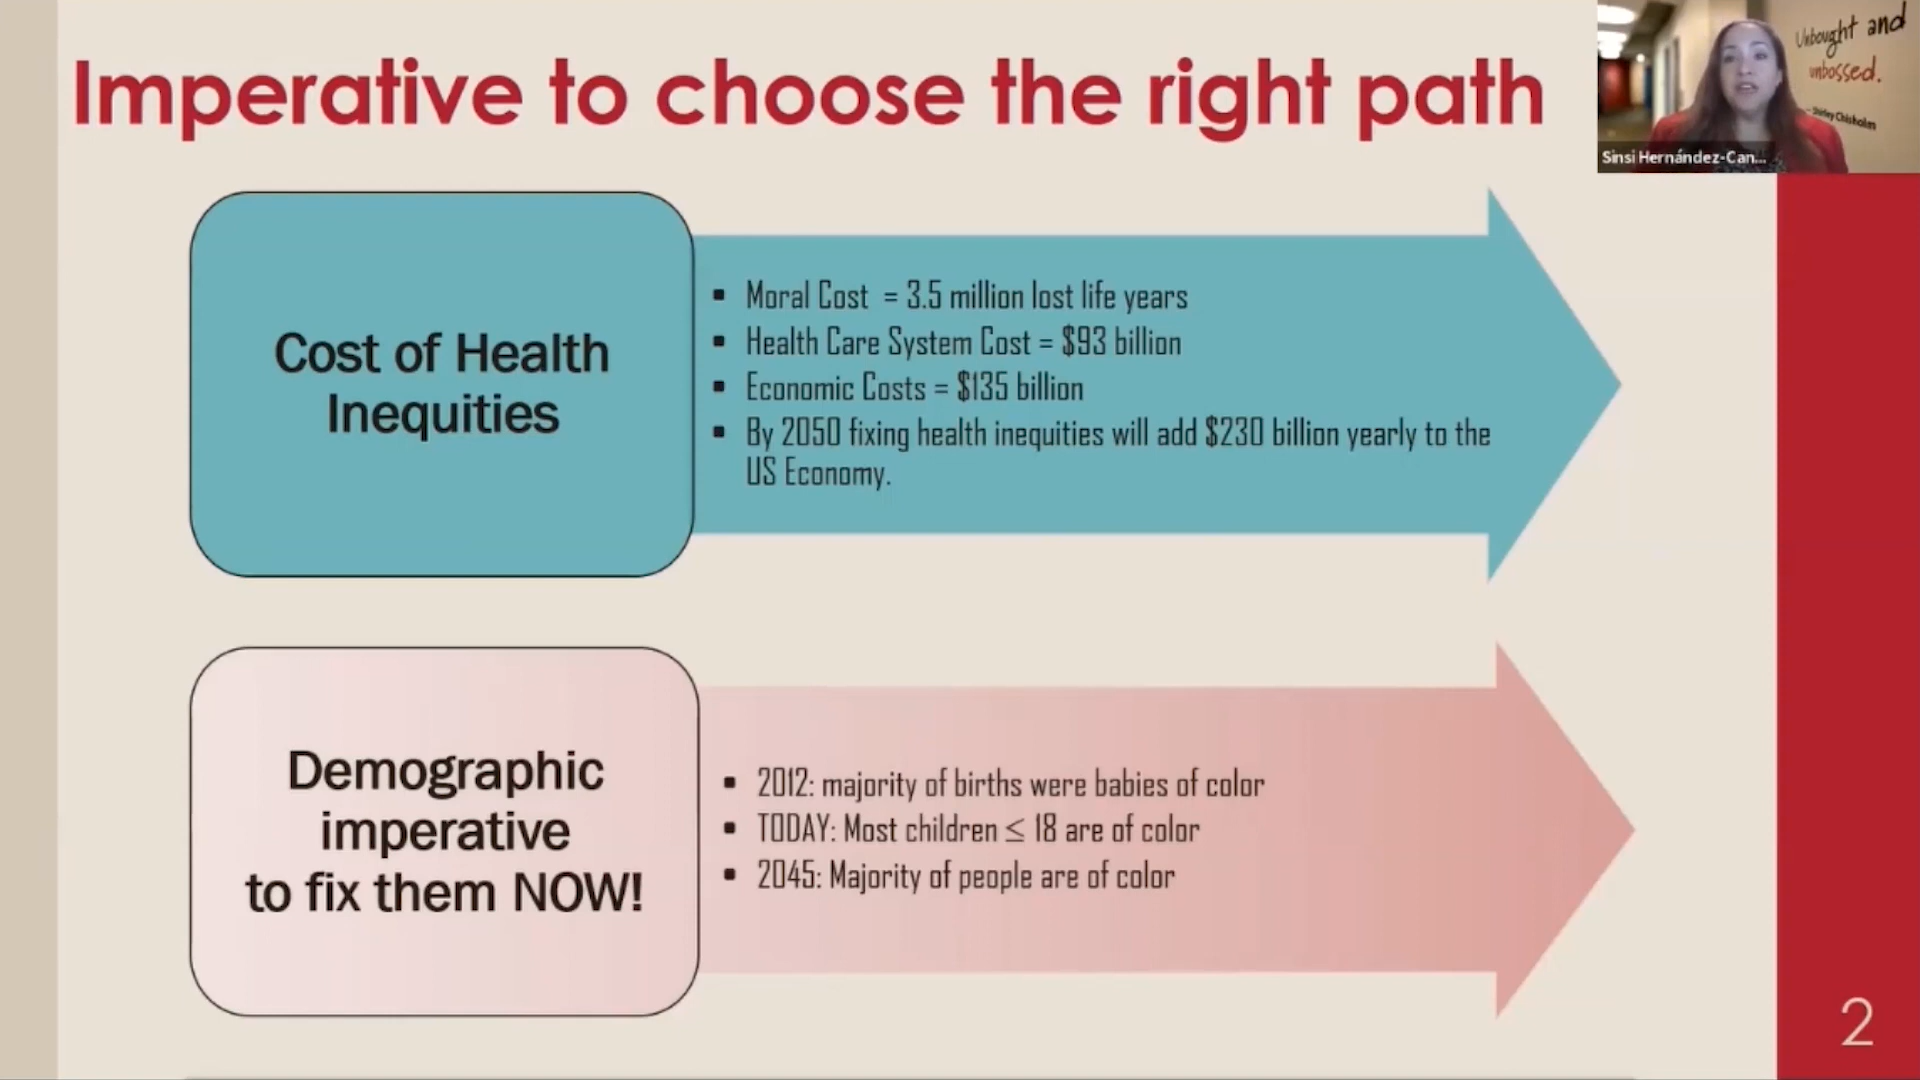 Imperative to choose the right path
Unbought and
unbossed.
Shirley Chisholm
Sinsi Hernández-Can...
Cost of Health
Inequities
▪ Moral Cost = 3.5 million lost life years
▪ Health Care System Cost = $93 billion
▪ Economic Costs = $135 billion
▪ By 2050 fixing health inequities will add $230 billion yearly to the
US Economy.
Demographic
imperative
to fix them NOW!
▪ 2012: majority of births were babies of color
▪ TODAY: Most children ≤ 18 are of color
▪ 2045: Majority of people are of color
2